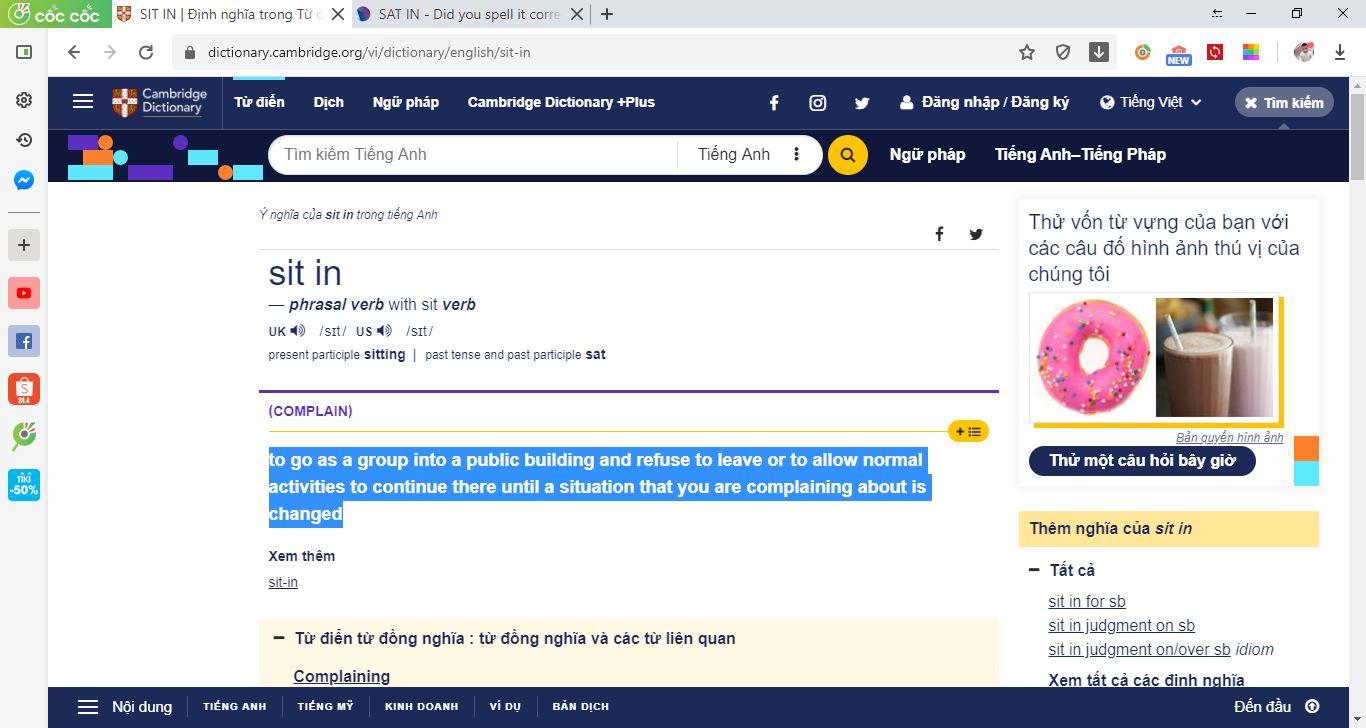 cốc cốc
SIT IN | Định nghĩa trong Từ đ
SAT IN - Did you spell it corre
dictionary.cambridge.org/vi/dictionary/english/sit-in
NEW
Cambridge
Dictionary
Từ điển
Dịch
Ngữ pháp
Cambridge Dictionary +Plus
Đăng nhập / Đăng ký
Tiếng Việt
Tìm kiếm
Tìm kiếm Tiếng Anh
Tiếng Anh
Ngữ pháp
Tiếng Anh–Tiếng Pháp
Ý nghĩa của sit in trong tiếng Anh
sit in
— phrasal verb with sit verb
UK /sɪt/ US /sɪt/
present participle sitting | past tense and past participle sat
(COMPLAIN)
to go as a group into a public building and refuse to leave or to allow normal
activities to continue there until a situation that you are complaining about is
changed
Xem thêm
sit-in
Từ điển từ đồng nghĩa : từ đồng nghĩa và các từ liên quan
Complaining
Thử vốn từ vựng của bạn với
các câu đố hình ảnh thú vị của
chúng tôi
Bản quyền hình ảnh
Thử một câu hỏi bây giờ
Thêm nghĩa của sit in
Tất cả
sit in for sb
sit in judgment on sb
sit in judgment on/over sb idiom
Xem tất cả các định nghĩa
24.4
TIKI
-50%
Nội dung
TIẾNG ANH
TIẾNG MỸ
KINH DOANH
VÍ DỤ
BẢN DỊCH
Đến đầu